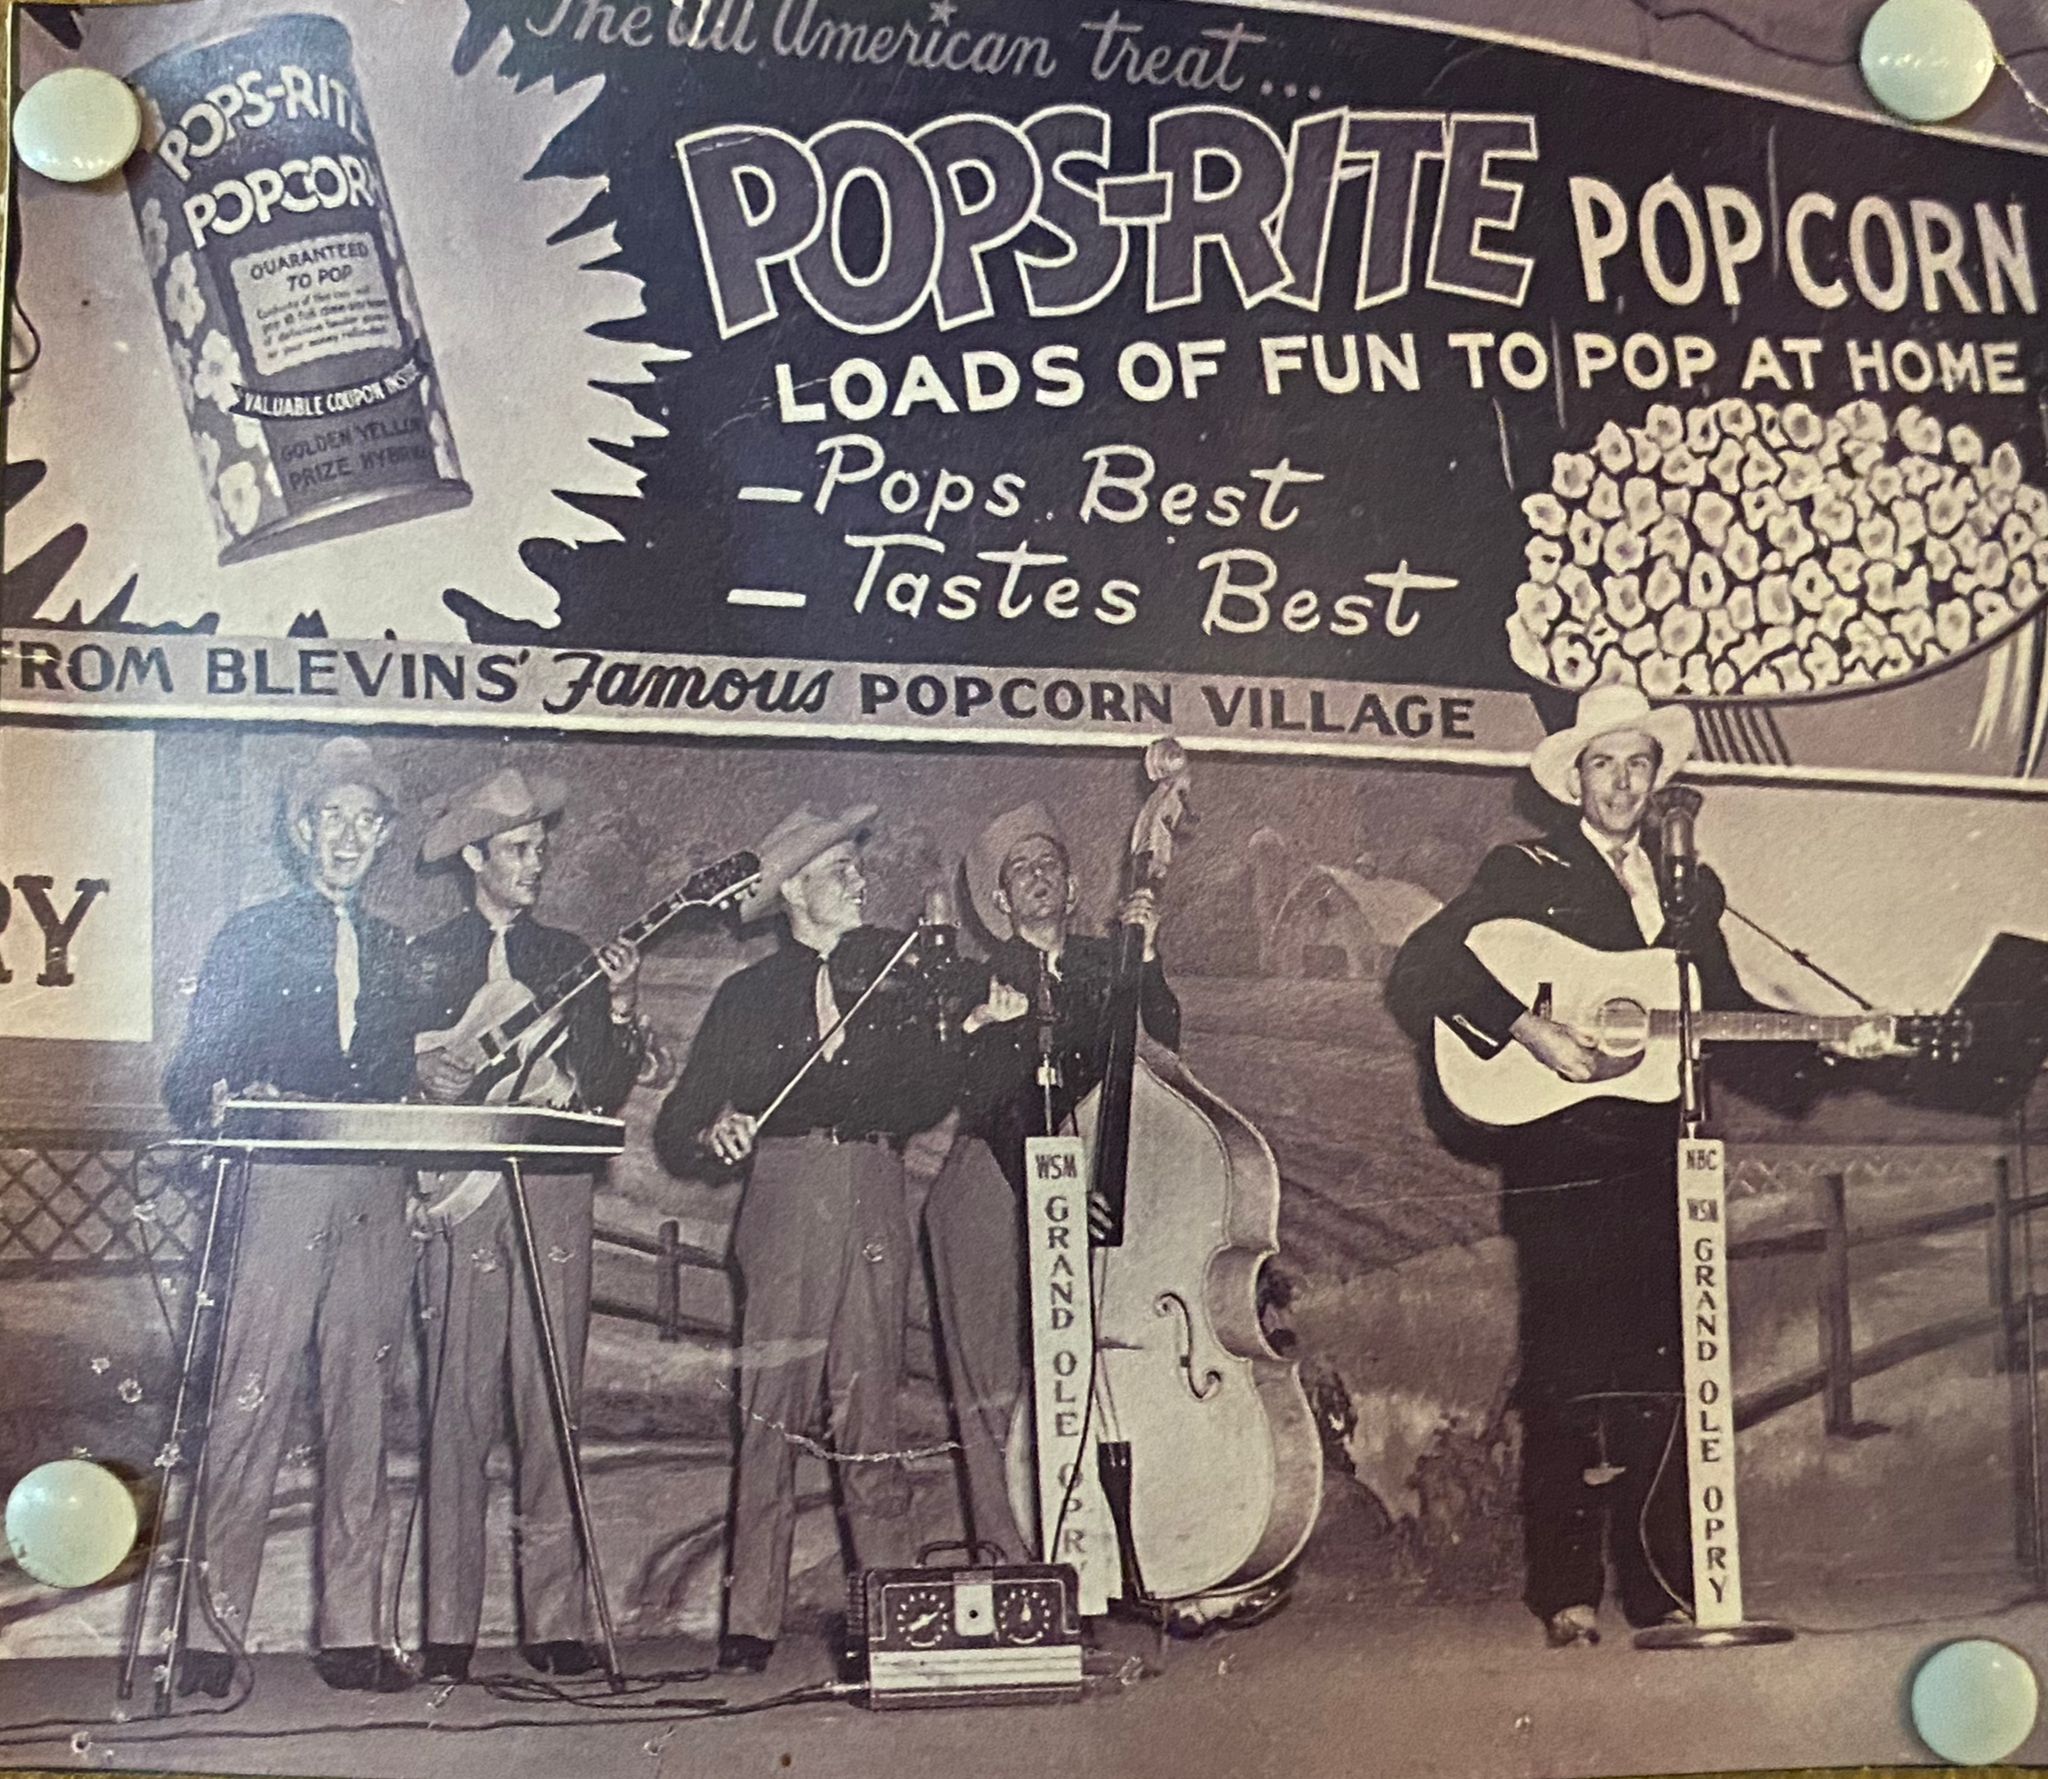 The All American treat...
POPS-RITE
POPCORN
GUARANTEED
TO POP
VALUABLE COUPON INSIDE
GOLDEN YELLOW
PRIZE HYBRID
POPS-RITE POPCORN
LOADS OF FUN TO POP AT HOME
– Pops Best
– Tastes Best
FROM BLEVINS' Famous POPCORN VILLAGE
RY
WSM
GRAND OLE OPRY
NBC
WSM
GRAND OLE OPRY